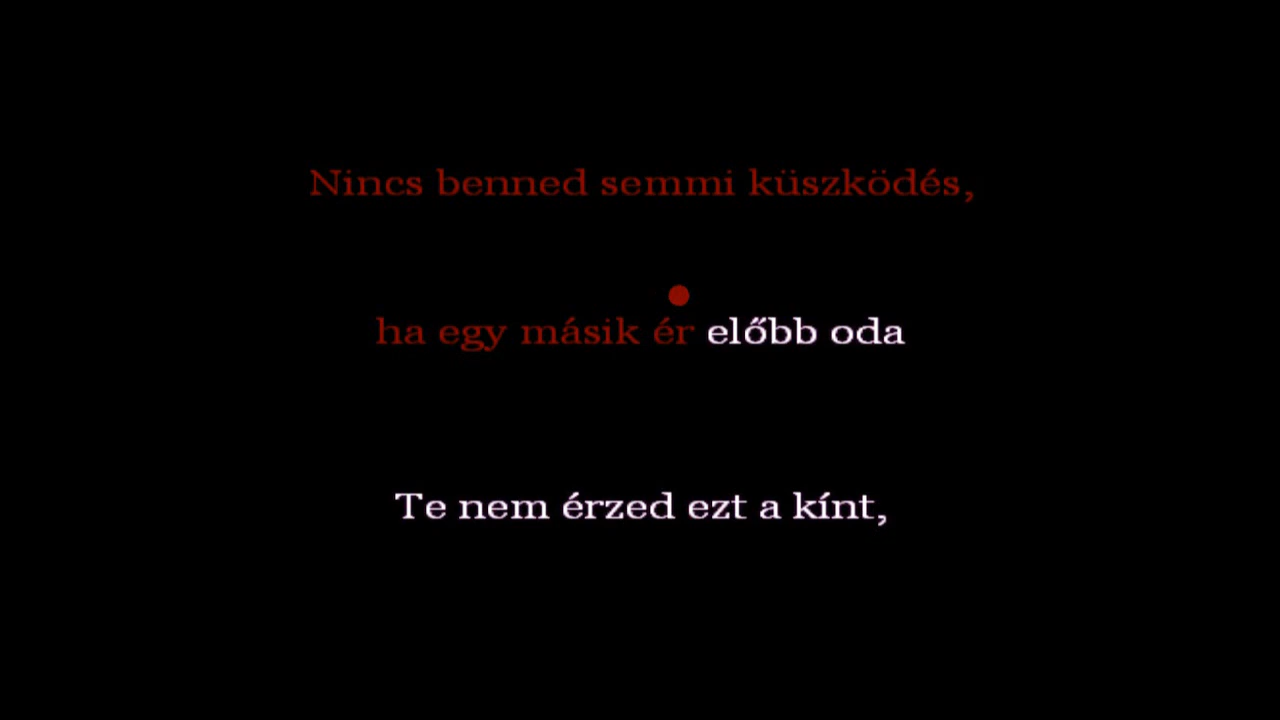 Nincs benned semmi küszködés,
ha egy másik ér előbb oda
Te nem érzed ezt a kínt,